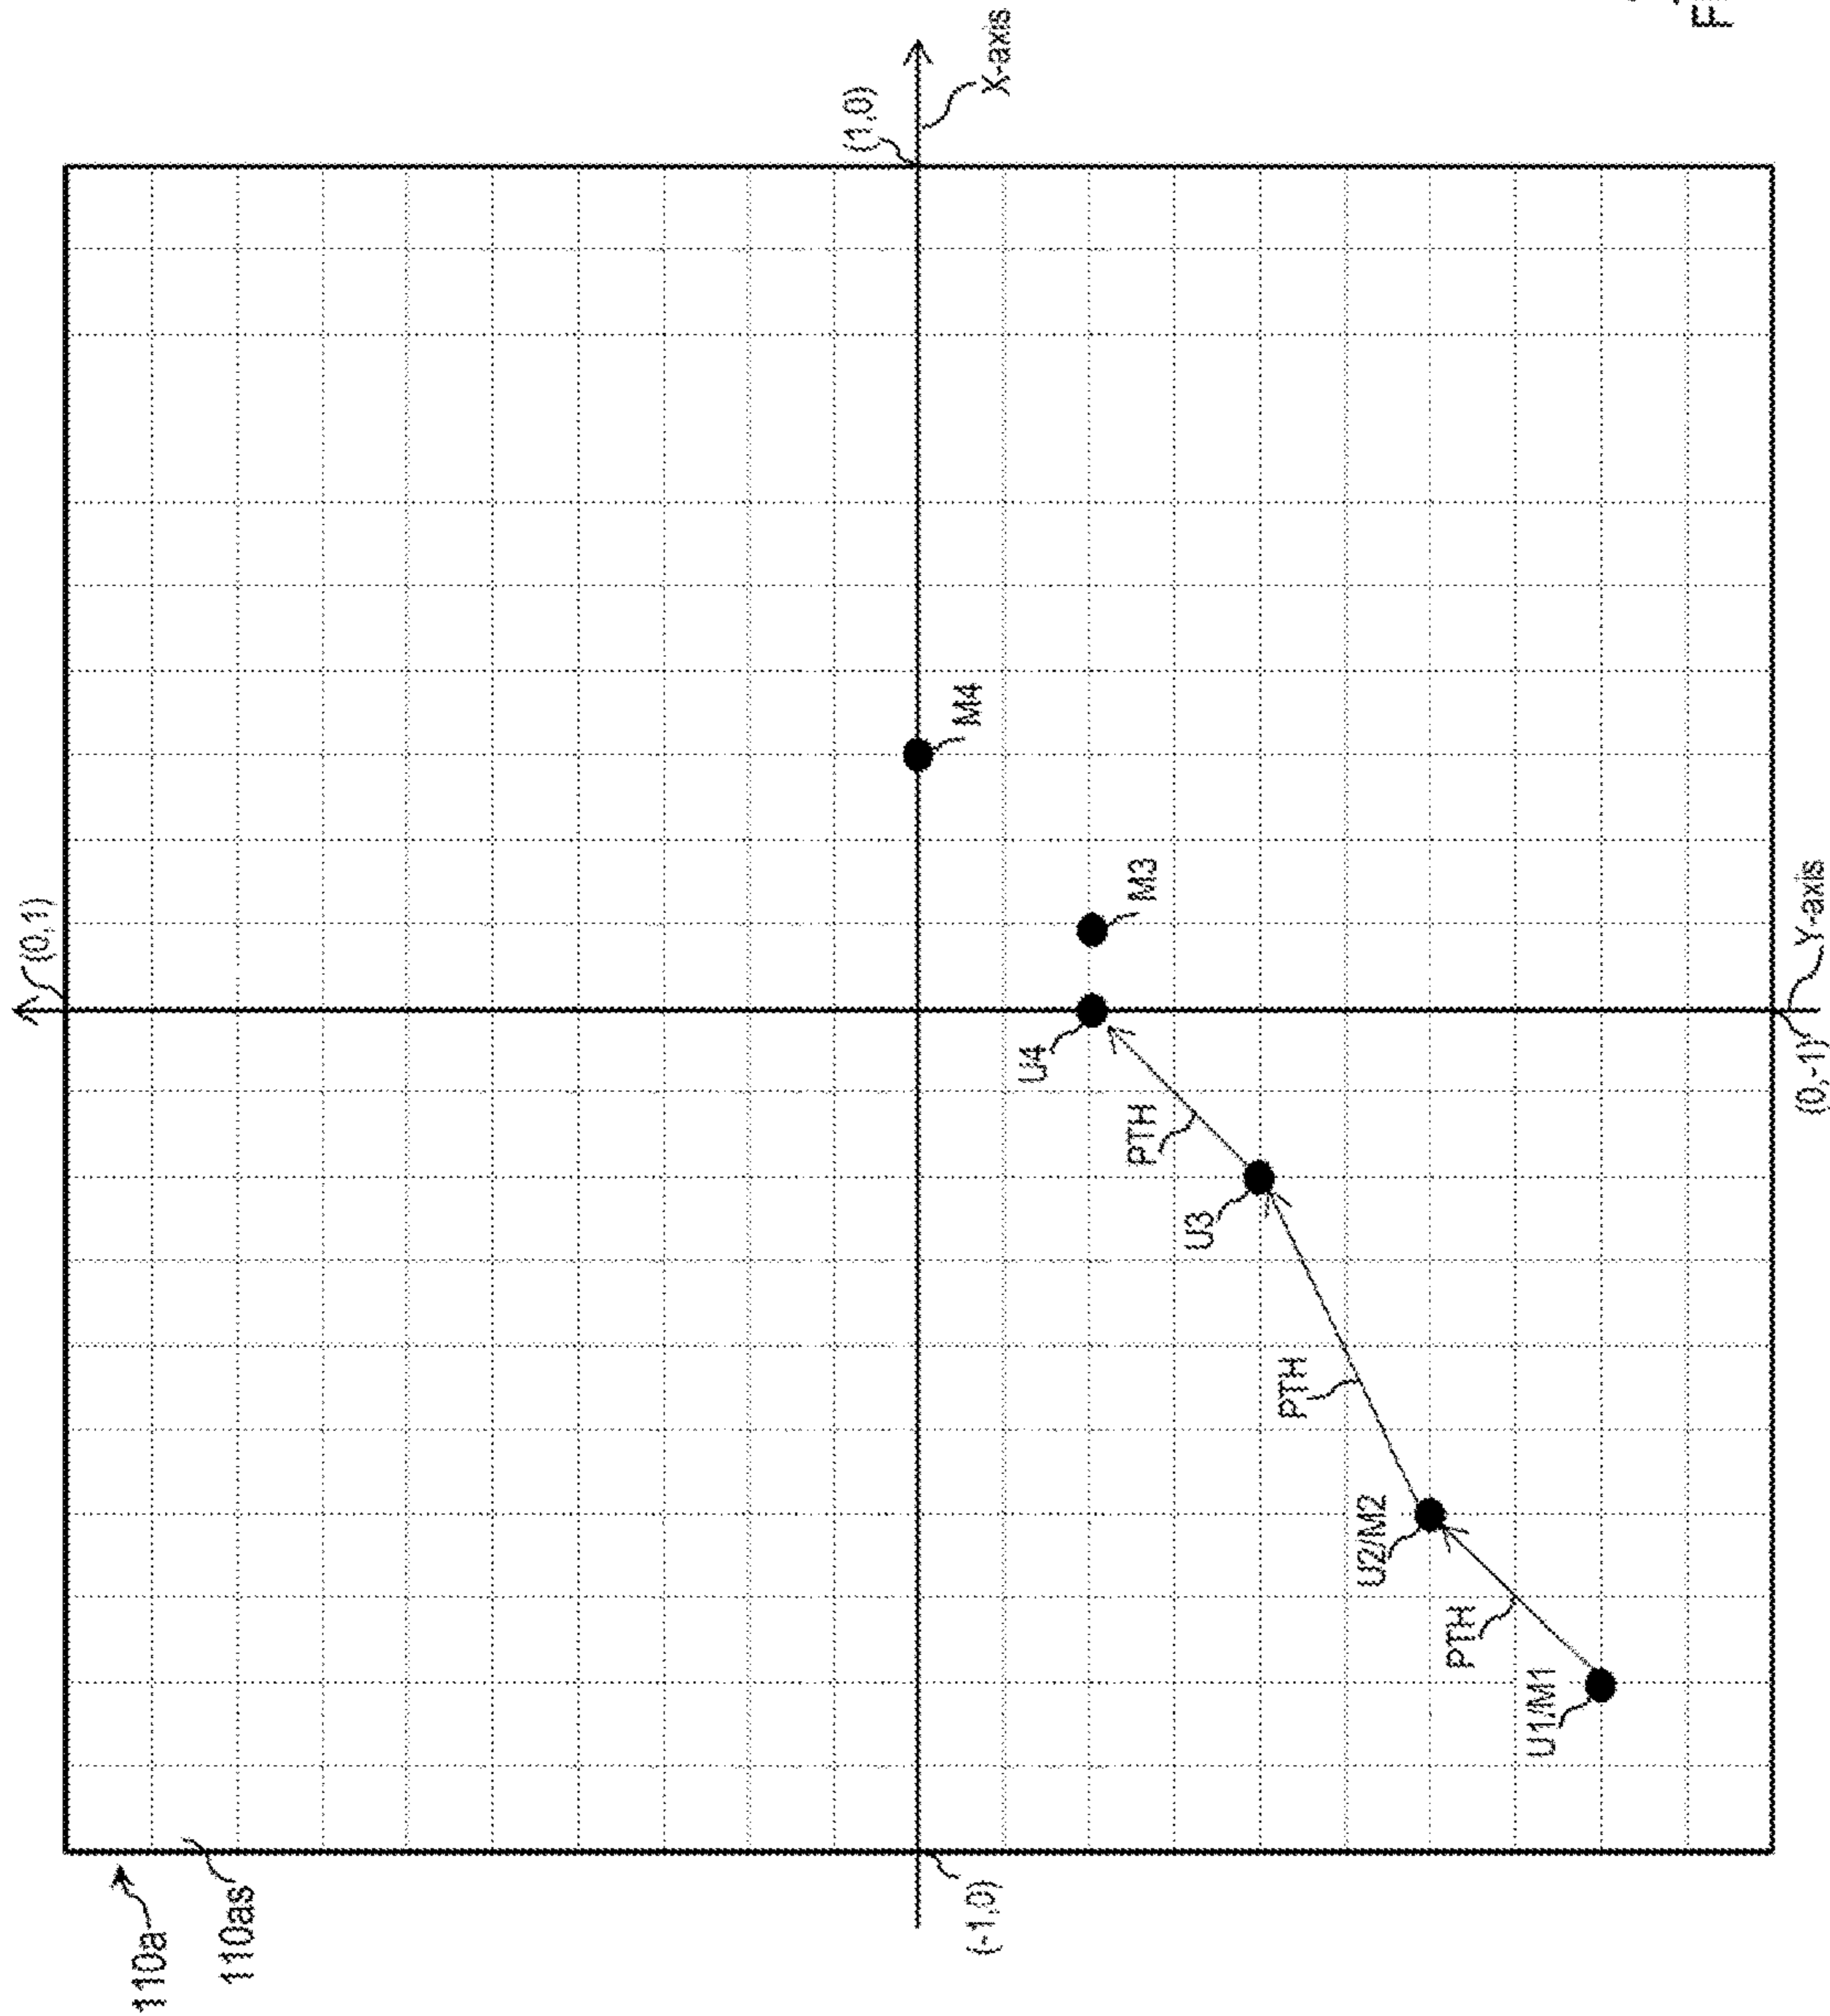 (0,1)
(1,0)
X-axis
M4
M3
U4
PTH
U3
PTH
U2/M2
PTH
U1/M1
Y-axis
(0,-1)
(-1,0)
110a
110as